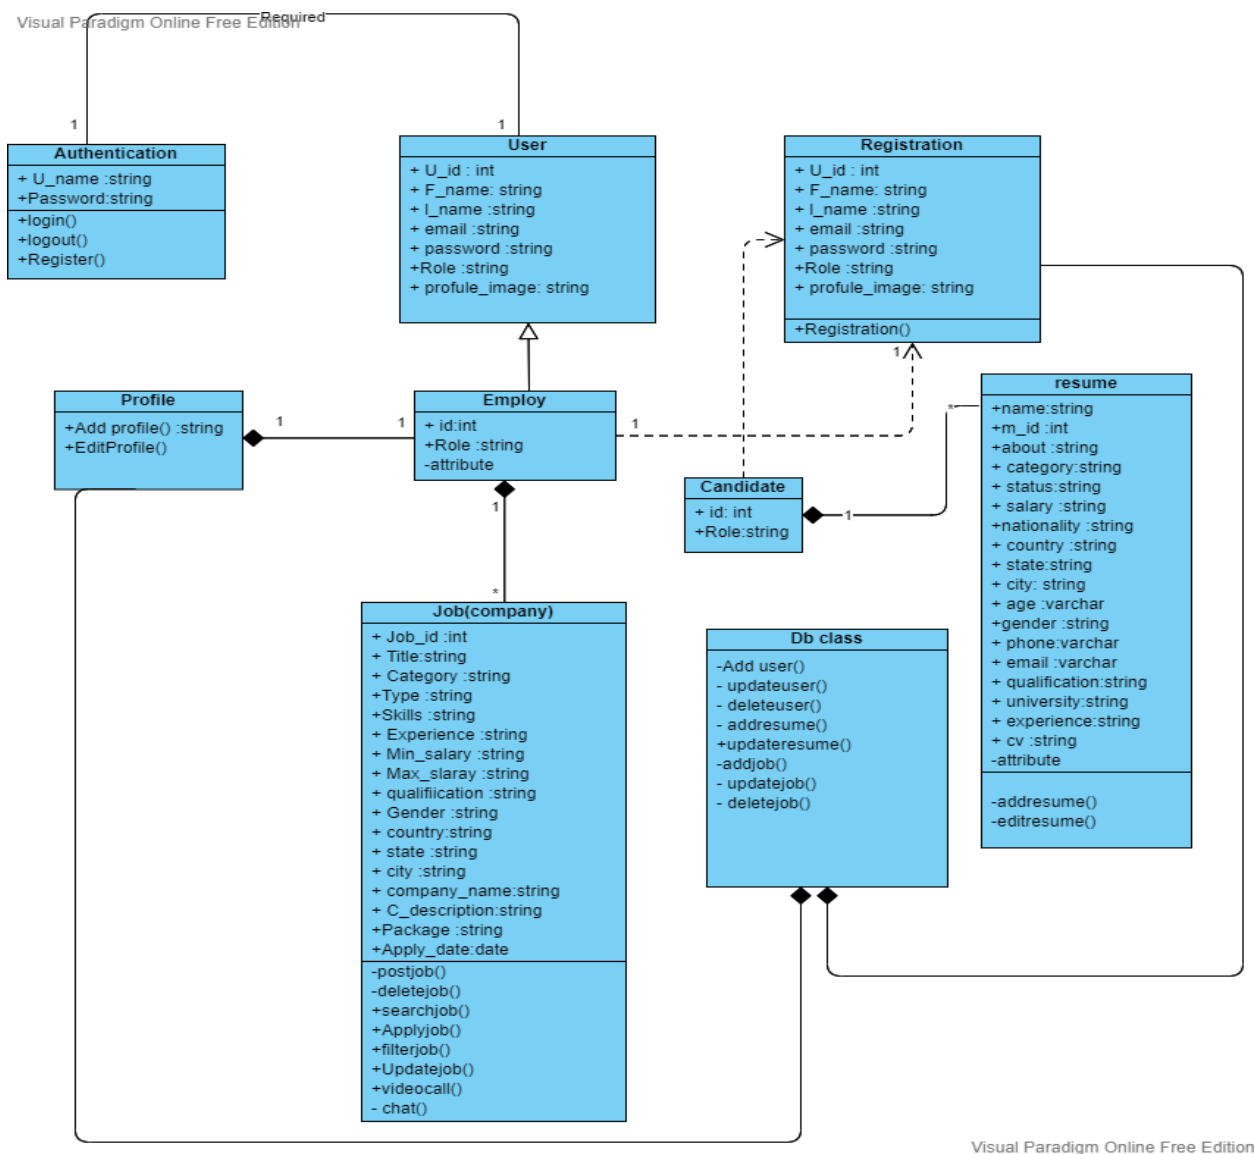 Visual Paradigm Online Free Edition
Required
1
1
Authentication
+ U_name :string
+Password:string
+login()
+logout()
+Register()
User
+ U_id : int
+ F_name: string
+ l_name :string
+ email :string
+ password :string
+Role :string
+ profule_image: string
Registration
+ U_id : int
+ F_name: string
+ l_name :string
+ email :string
+ password :string
+Role :string
+ profule_image: string
+Registration()
1
Profile
+Add profile() :string
+EditProfile()
1
1
Employ
+ id:int
+Role :string
-attribute
1
1
*
Candidate
+ id: int
+Role:string
1
*
resume
+name:string
+m_id :int
+about :string
+ category:string
+ status:string
+ salary :string
+nationality :string
+ country :string
+ state:string
+ city: string
+ age :varchar
+gender :string
+ phone:varchar
+ email :varchar
+ qualification:string
+ university:string
+ experience:string
+ cv :string
-attribute
-addresume()
-editresume()
Job(company)
+ Job_id :int
+ Title:string
+ Category :string
+Type :string
+Skills :string
+ Experience :string
+ Min_salary :string
+ Max_slaray :string
+ qualifiication :string
+ Gender :string
+ country:string
+ state :string
+ city :string
+ company_name:string
+ C_description:string
+Package :string
+Apply_date:date
-postjob()
-deletejob()
+searchjob()
+Applyjob()
+filterjob()
+Updatejob()
+videocall()
- chat()
Db class
-Add user()
- updateuser()
- deleteuser()
- addresume()
+updateresume()
-addjob()
- updatejob()
- deletejob()
Visual Paradigm Online Free Edition